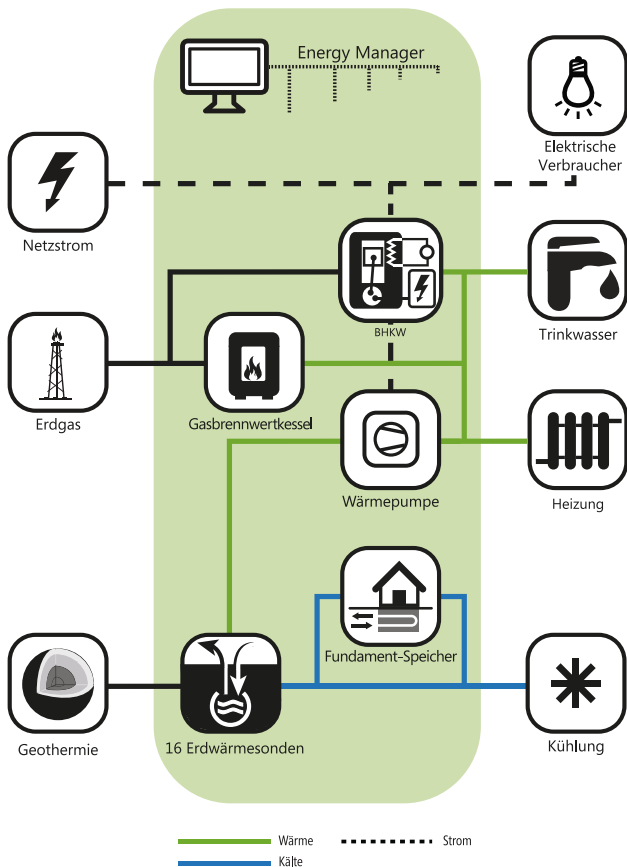 Energy Manager
Elektrische
Verbraucher
Netzstrom
BHKW
Trinkwasser
Erdgas
Gasbrennwertkessel
Wärmepumpe
Heizung
Fundament-Speicher
Geothermie
16 Erdwärmesonden
Kühlung
Wärme
Strom
Kälte